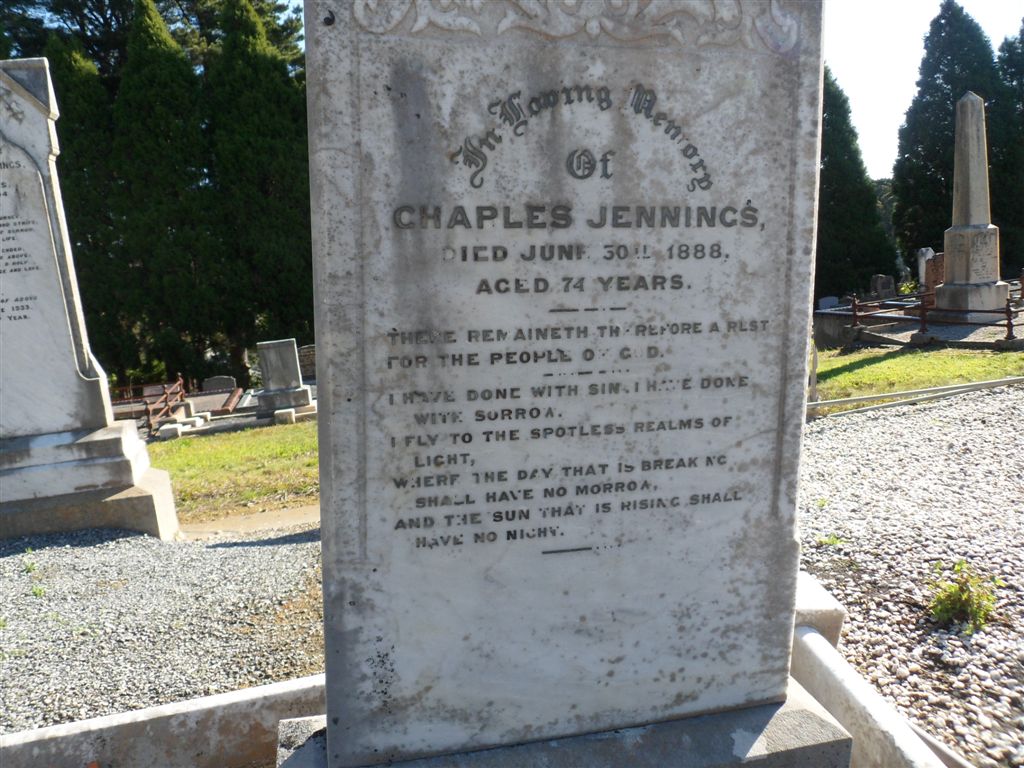 In Loving Memory
Of
CHARLES JENNINGS,
DIED JUNE 30TH 1888.
AGED 74 YEARS.
THERE REMAINETH THEREFORE A REST
FOR THE PEOPLE OF GOD.
I HAVE DONE WITH SIN, I HAVE DONE
WITH SORROW.
I FLY TO THE SPOTLESS REALMS OF
LIGHT,
WHERE THE DAY THAT IS BREAKING
SHALL HAVE NO MORROW,
AND THE SUN THAT IS RISING SHALL
HAVE NO NIGHT.